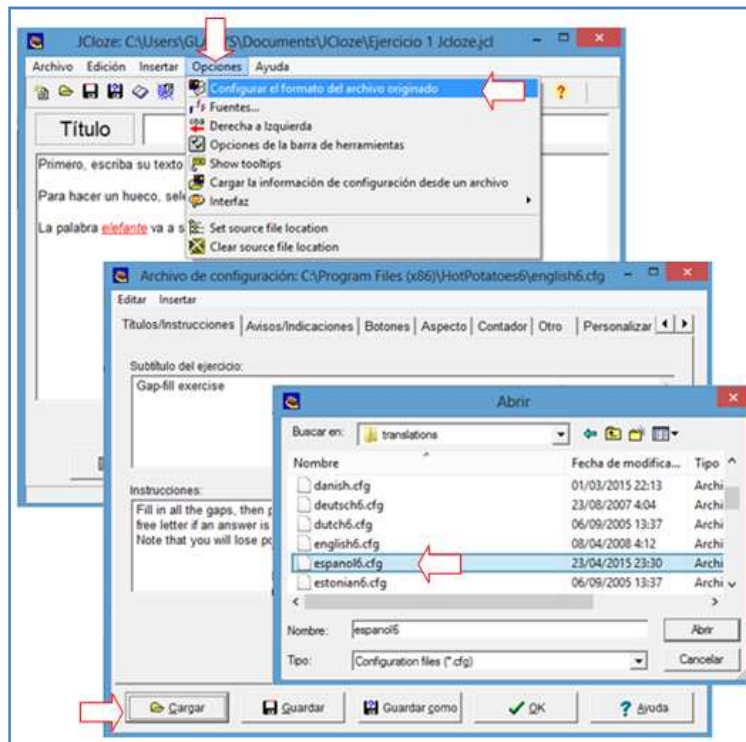 JCloze: C:\Users\GLADYS\Documents\JCloze\Ejercicio 1 Jcloze.jcl
Archivo Edición Insertar Opciones Ayuda
Configurar el formato del archivo originado
Fuentes...
Título
Derecha a Izquierda
Opciones de la barra de herramientas
Primero, escriba su texto
Show tooltips
Cargar la información de configuración desde un archivo
Para hacer un hueco, sel
Interfaz
La palabra elefante va a s
Set source file location
Clear source file location
Archivo de configuración: C:\Program Files (x86)\HotPotatoes6\english6.cfg
Editar Insertar
Títulos/Instrucciones Avisos/Indicaciones Botones Aspecto Contador Otro Personalizar
Subtítulo del ejercicio:
Gap-fill exercise
Abrir
Buscar en: translations
Nombre Fecha de modifica... Tipo
danish.cfg 01/03/2015 22:13 Archi
deutsch6.cfg 23/08/2007 4:04 Archi
dutch6.cfg 06/09/2005 13:37 Archi
english6.cfg 08/04/2008 4:12 Archi
espanol6.cfg 23/04/2015 23:30 Archi
estonian6.cfg 06/09/2005 13:37 Archi
Instrucciones:
Fill in all the gaps, then p
free letter if an answer is
Note that you will lose po
Nombre: espanol6 Abrir
Tipo: Configuration files (*.cfg) Cancelar
Cargar Guardar Guardar como OK Ayuda